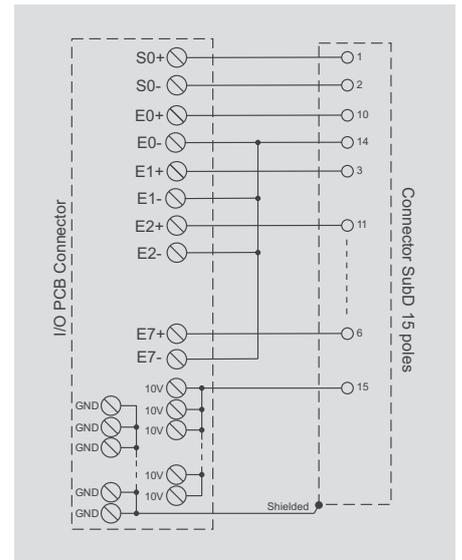 S0+ 1
S0- 2
E0+ 10
E0- 14
E1+ 3
E1-
E2+ 11
E2-
I/O PCB Connector
Connector SubD 15 poles
E7+ 6
E7-
10V 15
GND 10V
GND 10V
GND
10V
GND 10V
GND Shielded